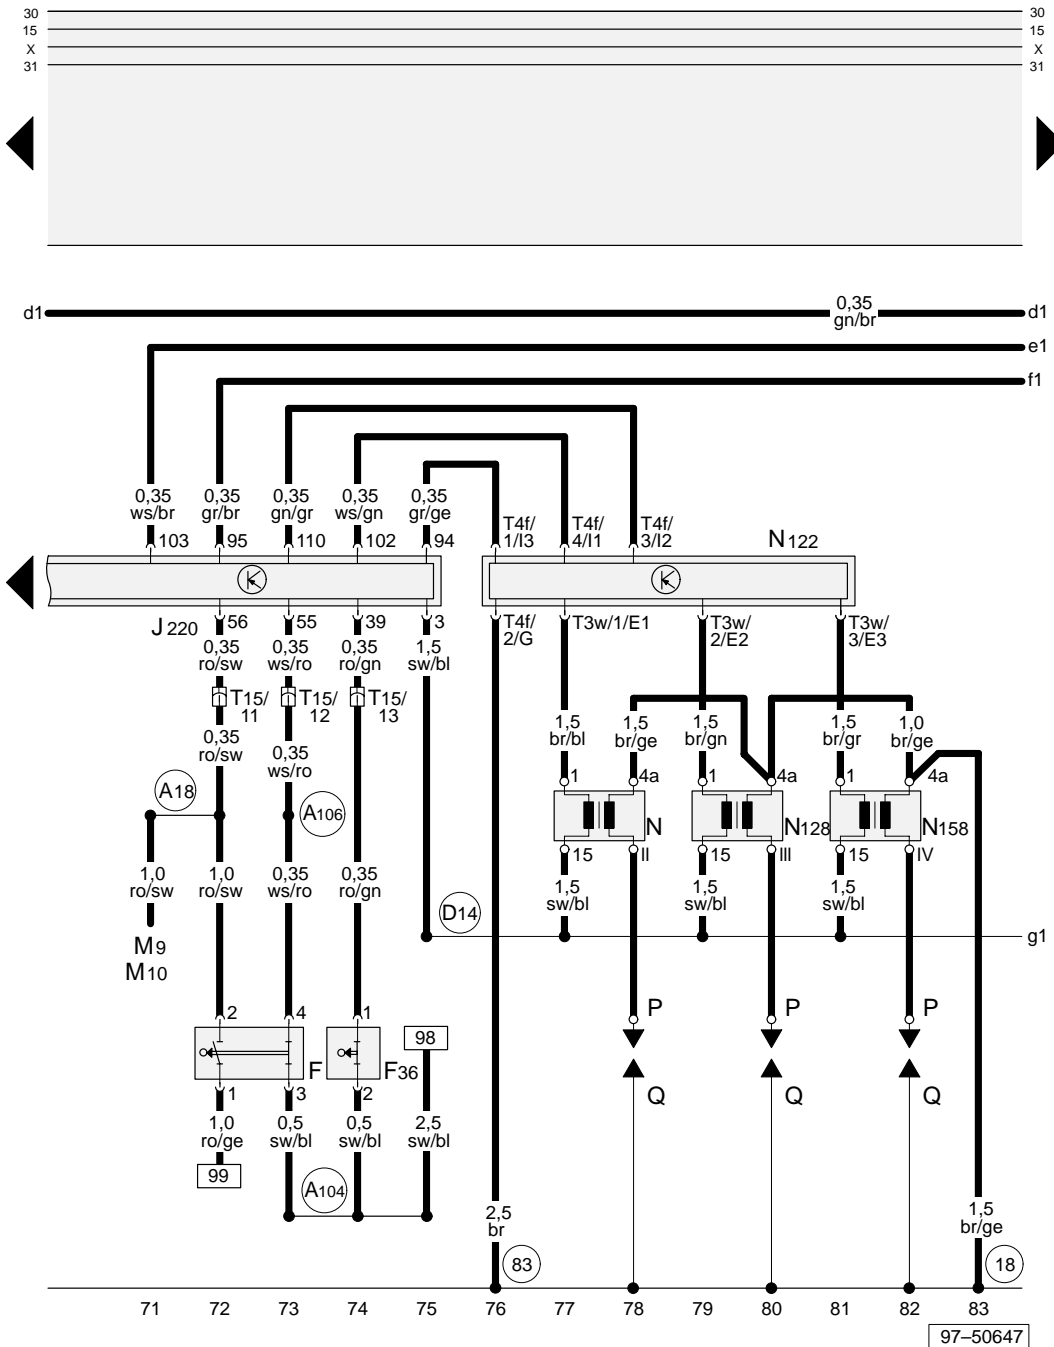 30 30
15 15
X X
31 31
0,35
d1 gn/br d1
e1
f1
0,35 0,35 0,35 0,35 0,35
ws/br gr/br gn/gr ws/gn gr/ge
T4f/ T4f/ T4f/
1/I3 4/I1 3/I2
103 95 110 102 94 N122
J220 56 55 39 3 T4f/ T3w/1/E1 T3w/ T3w/
2/G 2/E2 3/E3
0,35 0,35 0,35 1,5
ro/sw ws/ro ro/gn sw/bl
T15/ T15/ T15/
11 12 13
1,5 1,5 1,5 1,5 1,0
br/bl br/ge br/gn br/gr br/ge
0,35 0,35
ro/sw ws/ro
1 4a 1 4a 1 4a
A18 A106 N N128 N158
15 II 15 III 15 IV
1,0 1,0 0,35 0,35
ro/sw ro/sw ws/ro ro/gn
1,5 1,5 1,5
sw/bl sw/bl sw/bl
D14
g1
M9
M10
2 4 1 P P P
98
F F36
1 3 2 Q Q Q
1,0 0,5 0,5 2,5
ro/ge sw/bl sw/bl sw/bl
99
A104
2,5 1,5
br br/ge
83 18
71 72 73 74 75 76 77 78 79 80 81 82 83
97–50647